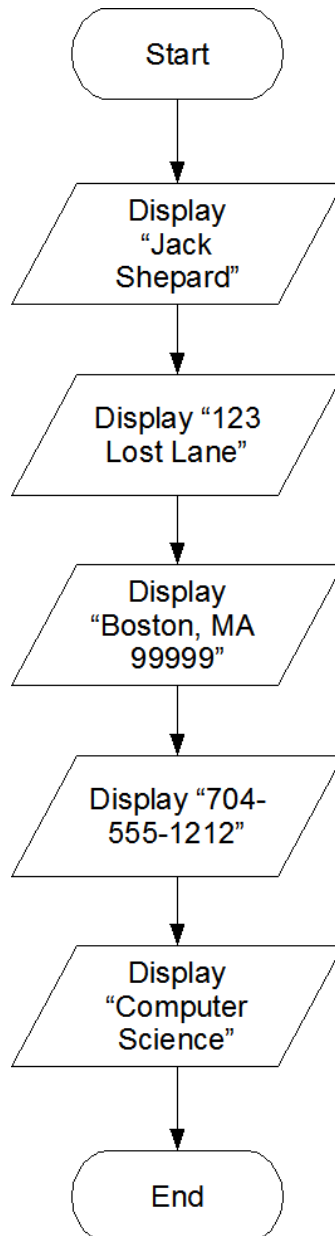 Start
Display
“Jack
Shepard”
Display “123
Lost Lane”
Display
“Boston, MA
99999”
Display “704-
555-1212”
Display
“Computer
Science”
End